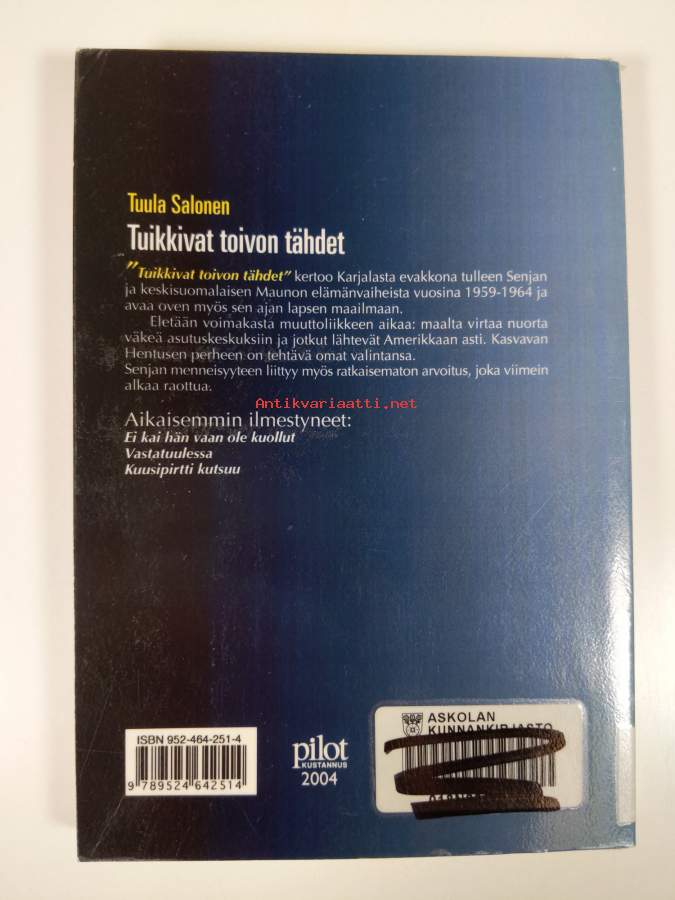 Tuula Salonen
Tuikkivat toivon tähdet
"Tuikkivat toivon tähdet" kertoo Karjalasta evakkona tulleen Senjan
ja keskisuomalaisen Maunon elämänvaiheista vuosina 1959-1964 ja
avaa oven myös sen ajan lapsen maailmaan.
Eletään voimakasta muuttoliikkeen aikaa: maalta virtaa nuorta
väkeä asutuskeskuksiin ja jotkut lähtevät Amerikkaan asti. Kasvavan
Hentusen perheen on tehtävä omat valintansa.
Senjan menneisyyteen liittyy myös ratkaisematon arvoitus, joka viimein
alkaa raottua.
Antikvariaatti.net
Aikaisemmin ilmestyneet:
Ei kai hän vaan ole kuollut
Vastatuulessa
Kuusipirtti kutsuu
ISBN 952-464-251-4
9 789524 642514
pilot
KUSTANNUS
2004
ASKOLAN
KUNNANKIRJASTO